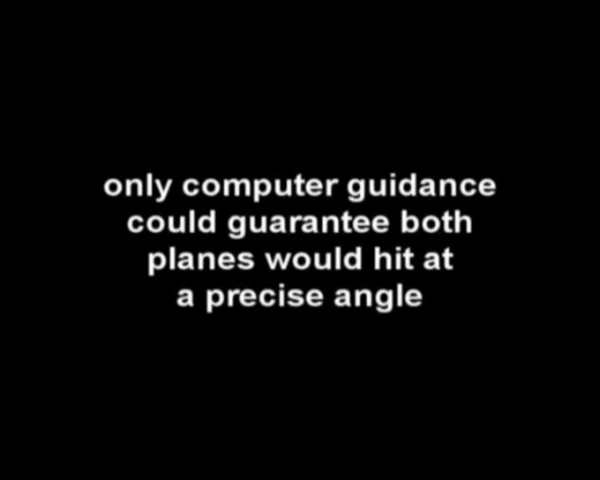 only computer guidance
could guarantee both
planes would hit at
a precise angle